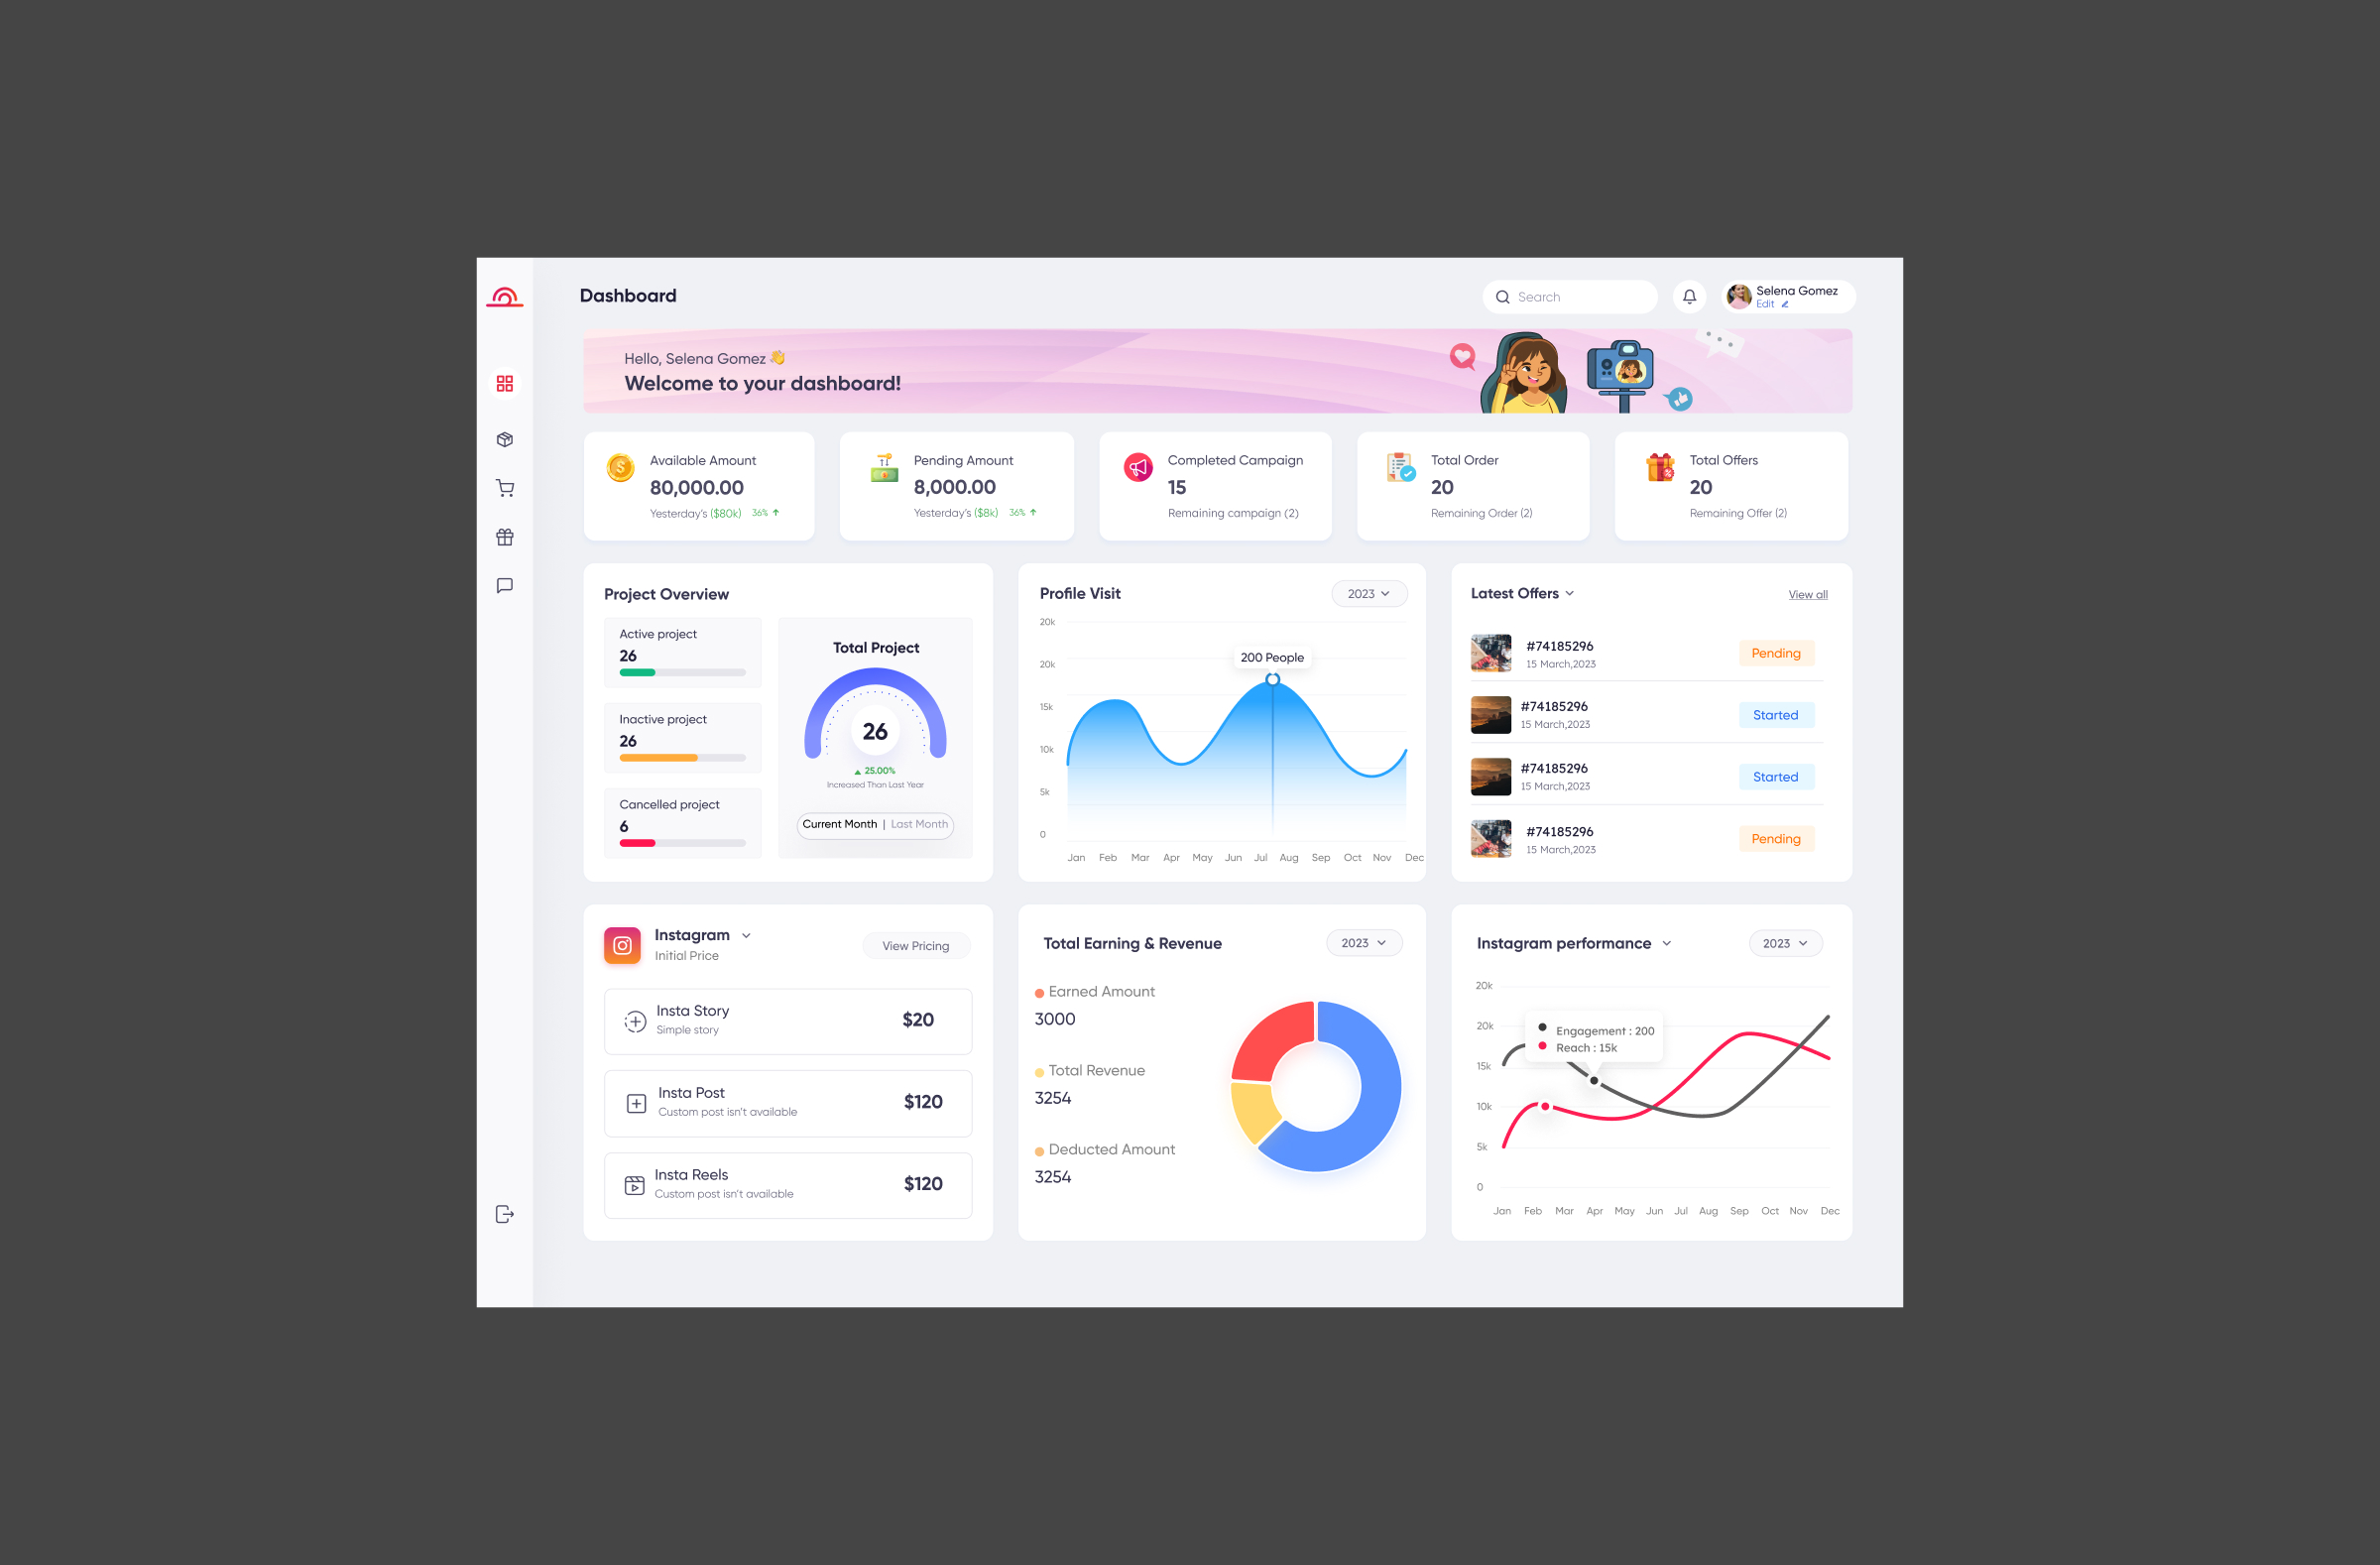 Dashboard
Search
Selena Gomez
Edit
Hello, Selena Gomez 👋
Welcome to your dashboard!
Available Amount
80,000.00
Yesterday's ($80k) 36%
Pending Amount
8,000.00
Yesterday's ($8k) 36%
Completed Campaign
15
Remaining campaign (2)
Total Order
20
Remaining Order (2)
Total Offers
20
Remaining Offer (2)
Project Overview
Active project
26
Inactive project
26
Cancelled project
6
Total Project
26
25.00%
Increased Than Last Year
Current Month | Last Month
Profile Visit
2023
20k
20k
15k
10k
5k
0
200 People
Jan Feb Mar Apr May Jun Jul Aug Sep Oct Nov Dec
Latest Offers
View all
#74185296
15 March,2023
Pending
#74185296
15 March,2023
Started
#74185296
15 March,2023
Started
#74185296
15 March,2023
Pending
Instagram
Initial Price
View Pricing
Insta Story
Simple story
$20
Insta Post
Custom post isn't available
$120
Insta Reels
Custom post isn't available
$120
Total Earning & Revenue
2023
Earned Amount
3000
Total Revenue
3254
Deducted Amount
3254
Instagram performance
2023
20k
20k
15k
10k
5k
0
Engagement : 200
Reach : 15k
Jan Feb Mar Apr May Jun Jul Aug Sep Oct Nov Dec